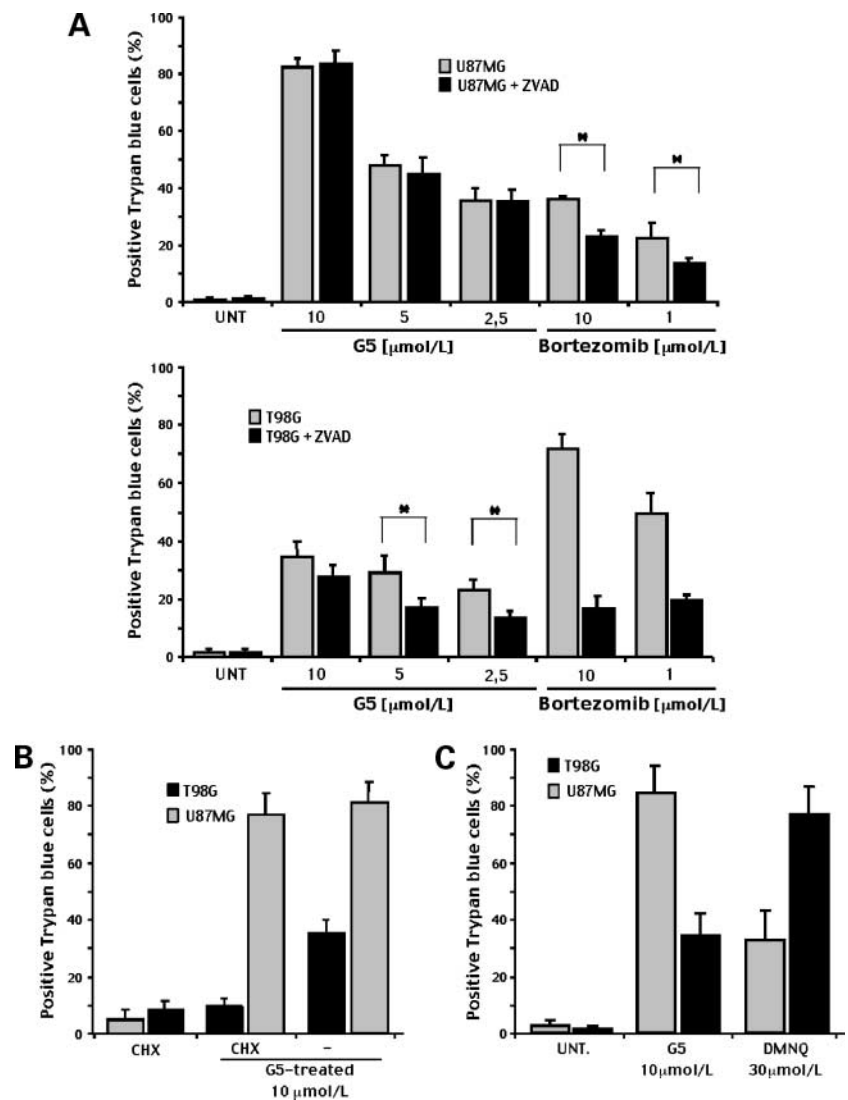 A
Positive Trypan blue cells (%)
100
80
60
40
20
0
U87MG
U87MG + ZVAD
*
*
UNT 10 5 2,5 10 1
G5 [µmol/L] Bortezomib [µmol/L]
Positive Trypan blue cells (%)
100
80
60
40
20
0
T98G
T98G + ZVAD
*
*
UNT 10 5 2,5 10 1
G5 [µmol/L] Bortezomib [µmol/L]
B
Positive Trypan blue cells (%)
100
80
60
40
20
0
T98G
U87MG
CHX CHX -
G5-treated
10 µmol/L
C
Positive Trypan blue cells (%)
100
80
60
40
20
0
T98G
U87MG
UNT. G5 DMNQ
10µmol/L 30µmol/L